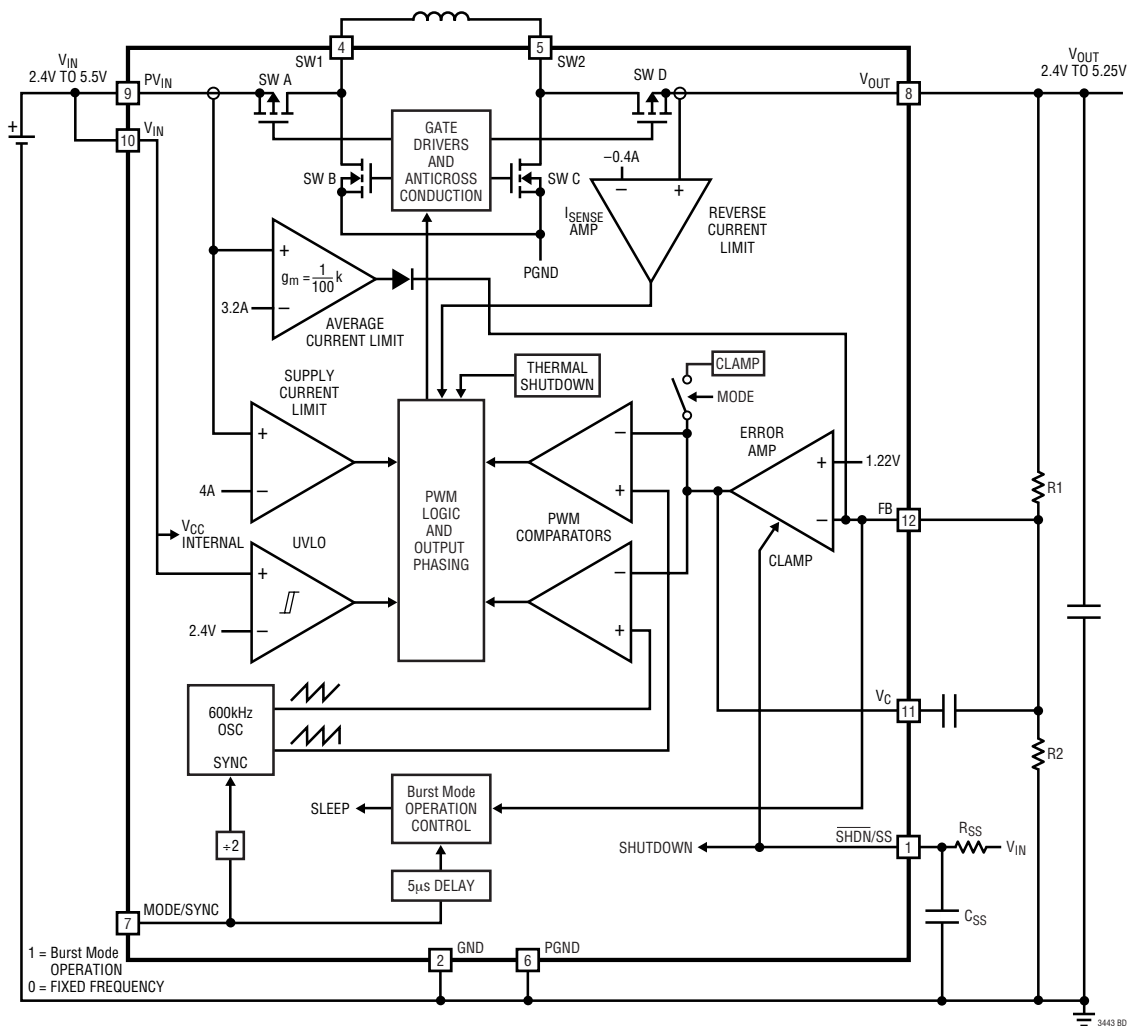 4
SW1
5
SW2
V_IN
2.4V TO 5.5V
9
PV_IN
SW A
SW D
V_OUT
8
V_OUT
2.4V TO 5.25V
+
10
V_IN
GATE
DRIVERS
AND
ANTICROSS
CONDUCTION
SW B
SW C
–0.4A
–
+
I_SENSE
AMP
REVERSE
CURRENT
LIMIT
PGND
+
g_m = 1/100 k
3.2A
–
AVERAGE
CURRENT LIMIT
THERMAL
SHUTDOWN
CLAMP
MODE
SUPPLY
CURRENT
LIMIT
+
4A
–
PWM
LOGIC
AND
OUTPUT
PHASING
–
+
PWM
COMPARATORS
ERROR
AMP
+
1.22V
–
FB
12
R1
CLAMP
V_CC
INTERNAL
UVLO
+
2.4V
–
–
+
600kHz
OSC
SYNC
V_C
11
R2
SLEEP
Burst Mode
OPERATION
CONTROL
÷2
5µs DELAY
SHUTDOWN
S̅H̅D̅N̅/SS
1
R_SS
V_IN
C_SS
7
MODE/SYNC
1 = Burst Mode
OPERATION
0 = FIXED FREQUENCY
2
GND
6
PGND
3443 BD